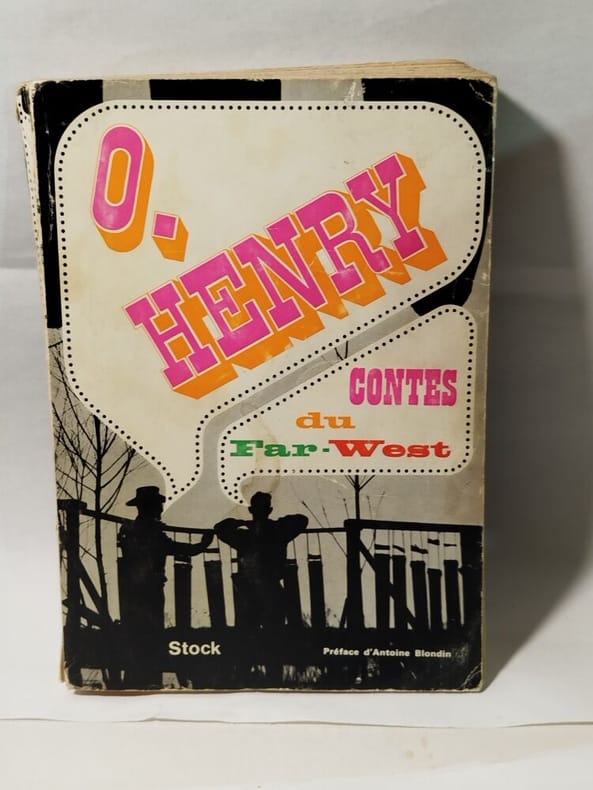 O.
HENRY
CONTES
du
Far-West
Stock
Préface d'Antoine Blondin